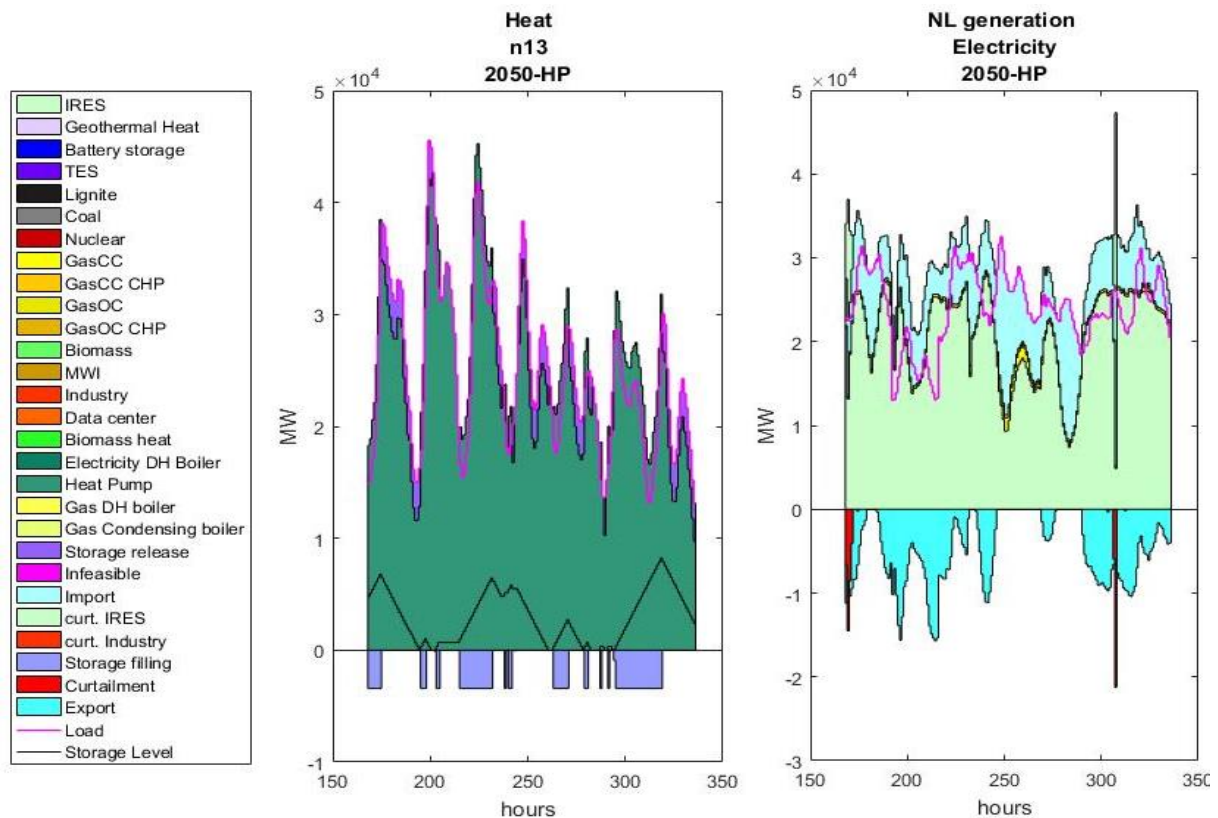 IRES
Geothermal Heat
Battery storage
TES
Lignite
Coal
Nuclear
GasCC
GasCC CHP
GasOC
GasOC CHP
Biomass
MWI
Industry
Data center
Biomass heat
Electricity DH Boiler
Heat Pump
Gas DH boiler
Gas Condensing boiler
Storage release
Infeasible
Import
curt. IRES
curt. Industry
Storage filling
Curtailment
Export
Load
Storage Level
Heat
n13
2050-HP
× 10⁴
5
4
3
2
1
0
-1
MW
150
200
250
300
350
hours
NL generation
Electricity
2050-HP
× 10⁴
5
4
3
2
1
0
-1
-2
-3
MW
150
200
250
300
350
hours